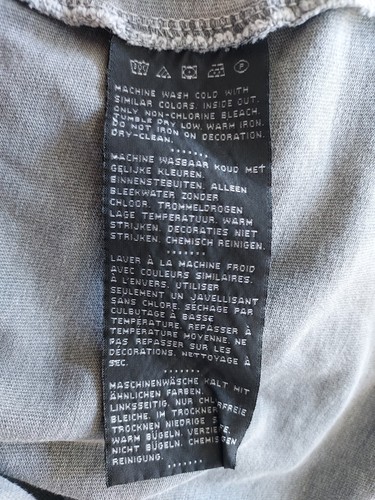 MACHINE WASH COLD WITH
SIMILAR COLORS. INSIDE OUT.
ONLY NON-CHLORINE BLEACH.
TUMBLE DRY LOW. WARM IRON.
DO NOT IRON ON DECORATION.
DRY-CLEAN.
MACHINE WASBAAR KOUD MET
GELIJKE KLEUREN.
BINNENSTEBUITEN. ALLEEN
BLEEKWATER ZONDER
CHLOOR. TROMMELDROGEN
LAGE TEMPERATUUR. WARM
STRIJKEN. DECORATIES NIET
STRIJKEN. CHEMISCH REINIGEN.
LAVER À LA MACHINE FROID
AVEC COULEURS SIMILAIRES.
À L'ENVERS. UTILISER
SEULEMENT UN JAVELLISANT
SANS CHLORE. SÉCHAGE PAR
CULBUTAGE À BASSE
TEMPÉRATURE. REPASSER À
TEMPÉRATURE MOYENNE. NE
PAS REPASSER SUR LES
DÉCORATIONS. NETTOYAGE À
SEC.
MASCHINENWÄSCHE KALT MIT
ÄHNLICHEN FARBEN.
LINKSSEITIG. NUR CHLORFREIE
BLEICHE. IM TROCKNER
TROCKNEN NIEDRIGE
WARM BÜGELN.
NICHT BÜGELN.
REINIGUNG.